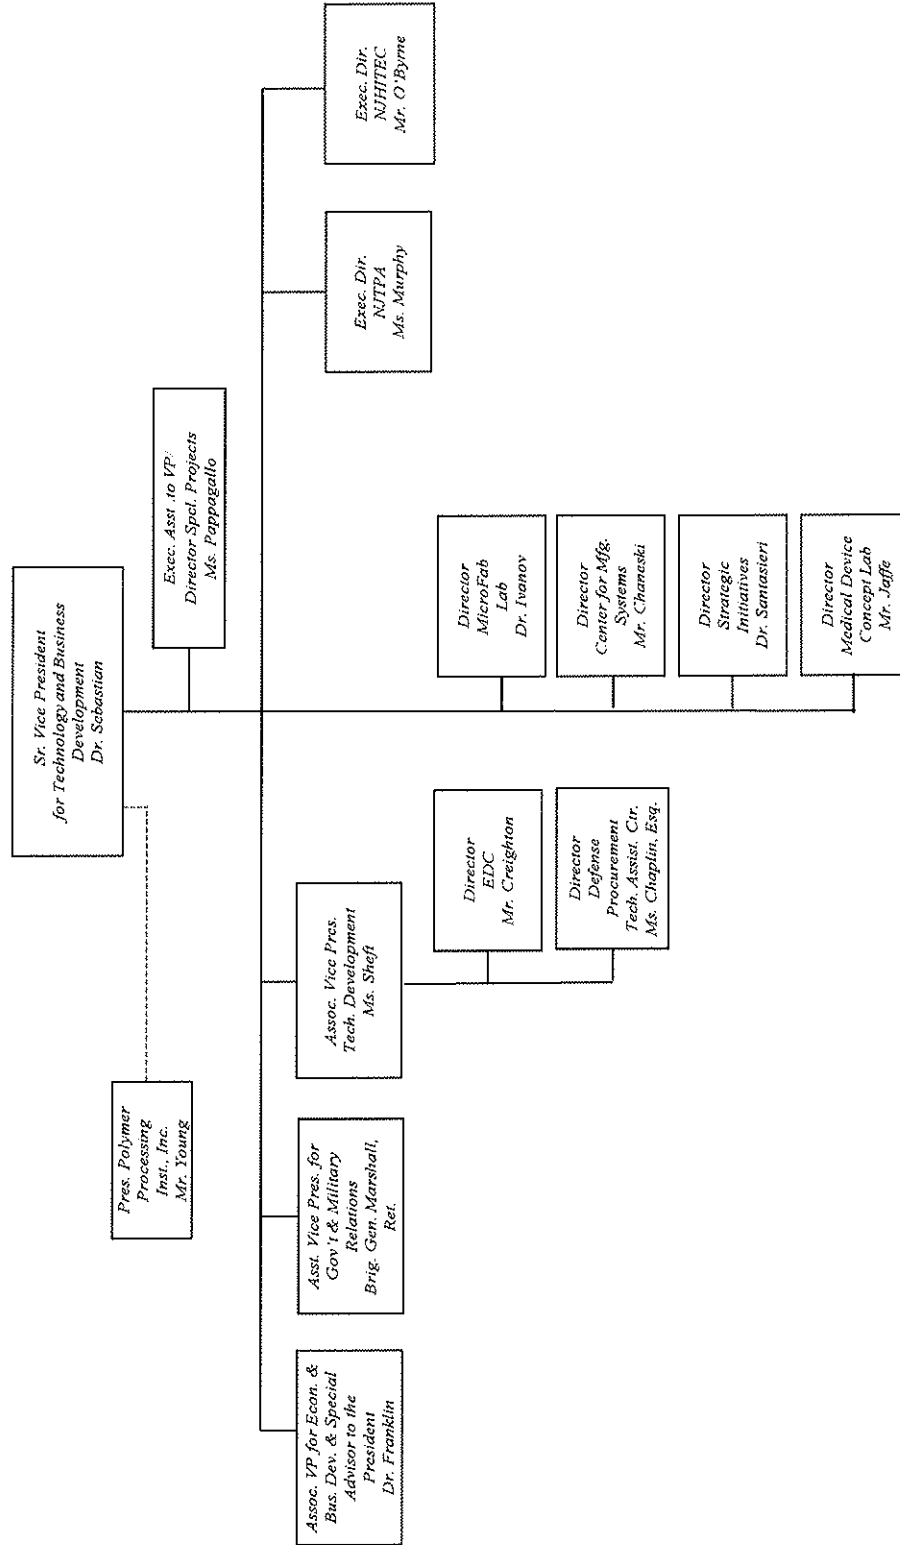 Sr. Vice President
for Technology and Business
Development
Dr. Sebastian
Pres. Polymer
Processing
Inst., Inc.
Mr. Young
Exec. Asst .to VP/
Director Spcl. Projects
Ms. Pappagallo
Assoc. VP for Econ. &
Bus. Dev. & Special
Advisor to the
President
Dr. Franklin
Asst. Vice Pres. for
Gov't & Military
Relations
Brig. Gen. Marshall,
Ret.
Assoc. Vice Pres.
Tech. Development
Ms. Sheft
Exec. Dir.
NJTPA
Ms. Murphy
Exec. Dir.
NJHITEC
Mr. O'Byrne
Director
EDC
Mr. Creighton
Director
Defense
Procurement
Tech. Assist. Ctr.
Ms. Chaplin, Esq.
Director
MicroFab
Lab
Dr. Ivanov
Director
Center for Mfg.
Systems
Mr. Chanaski
Director
Strategic
Initiatives
Dr. Santasieri
Director
Medical Device
Concept Lab
Mr. Jaffe